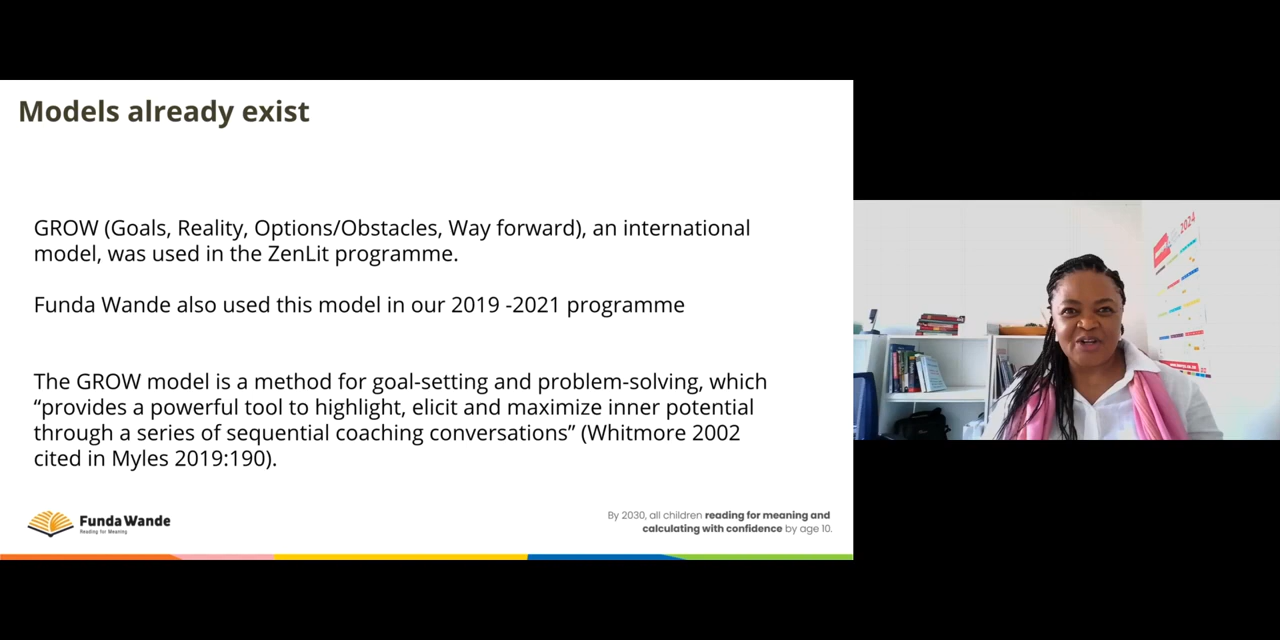 Models already exist
GROW (Goals, Reality, Options/Obstacles, Way forward), an international
model, was used in the ZenLit programme.
Funda Wande also used this model in our 2019 -2021 programme
The GROW model is a method for goal-setting and problem-solving, which
“provides a powerful tool to highlight, elicit and maximize inner potential
through a series of sequential coaching conversations” (Whitmore 2002
cited in Myles 2019:190).
Funda Wande
Reading for Meaning
By 2030, all children reading for meaning and
calculating with confidence by age 10.
2024